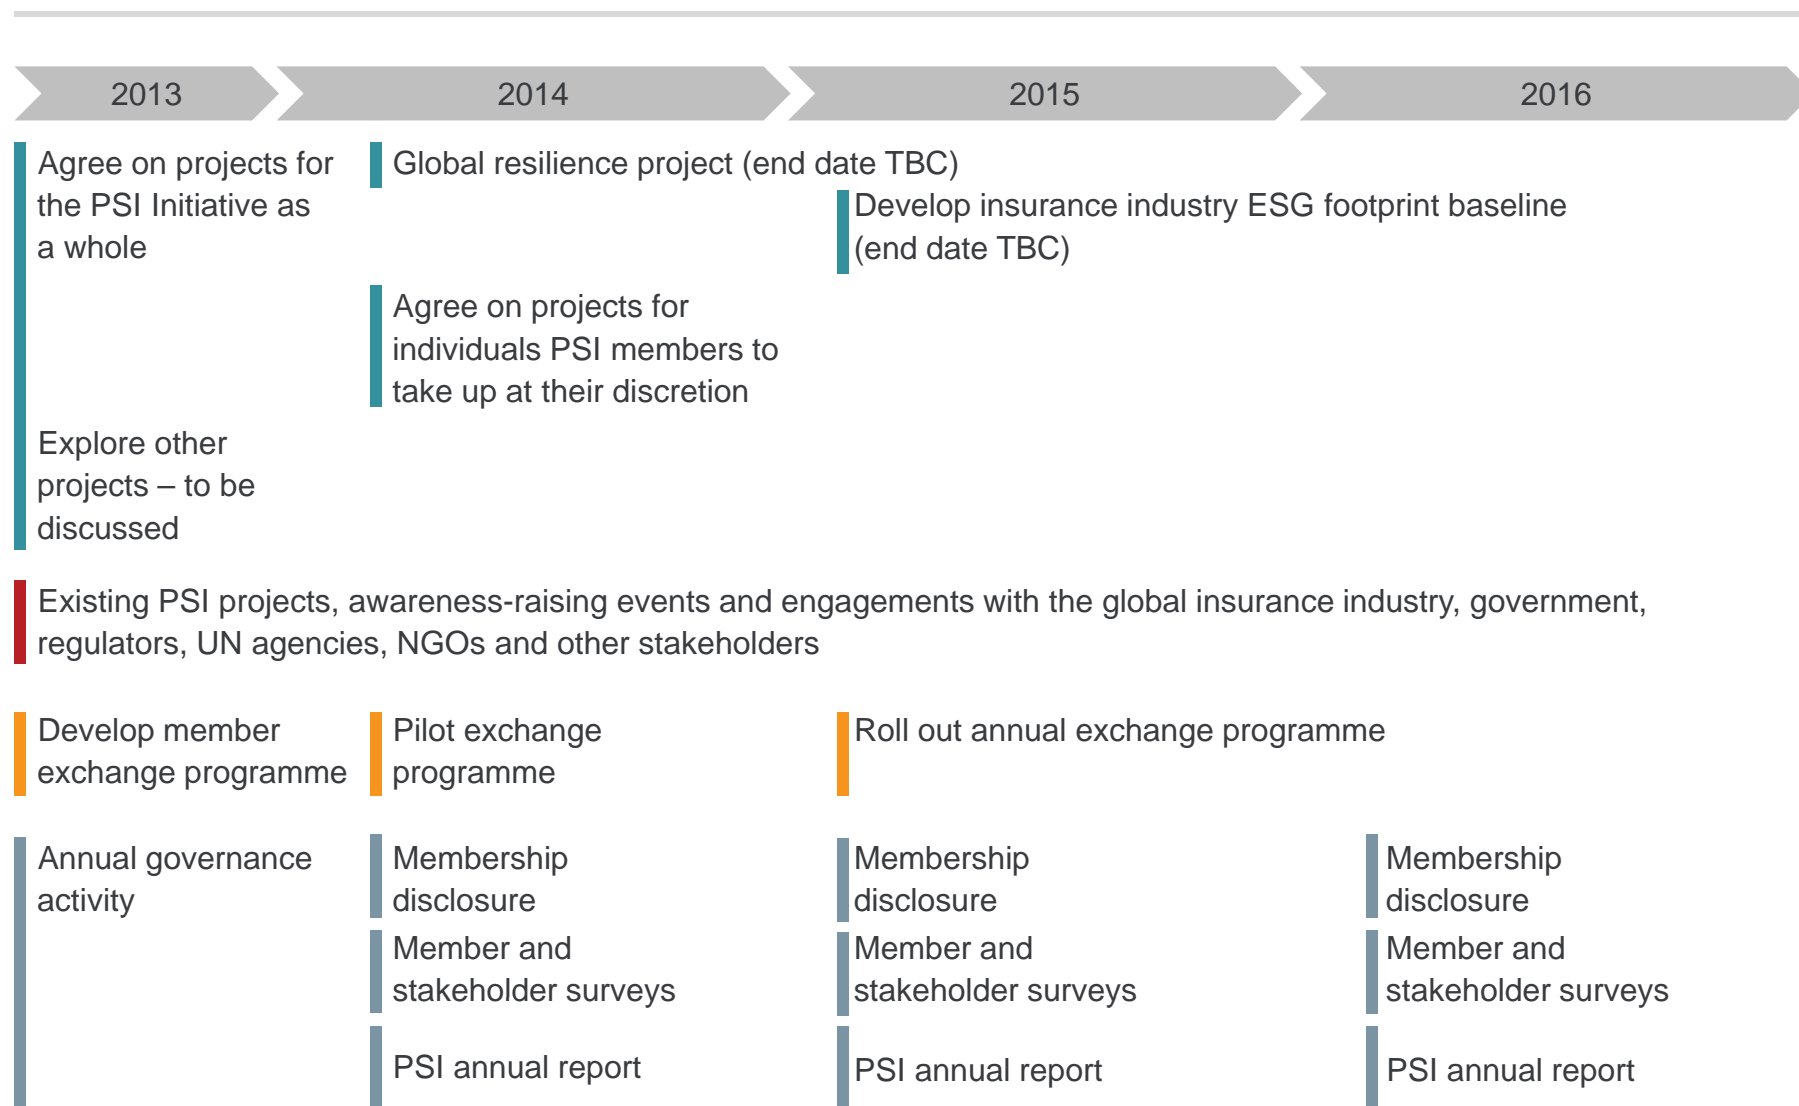 2013
2014
2015
2016
Agree on projects for
the PSI Initiative as
a whole
Global resilience project (end date TBC)
Develop insurance industry ESG footprint baseline
(end date TBC)
Agree on projects for
individuals PSI members to
take up at their discretion
Explore other
projects – to be
discussed
Existing PSI projects, awareness-raising events and engagements with the global insurance industry, government,
regulators, UN agencies, NGOs and other stakeholders
Develop member
exchange programme
Pilot exchange
programme
Roll out annual exchange programme
Annual governance
activity
Membership
disclosure
Member and
stakeholder surveys
PSI annual report
Membership
disclosure
Member and
stakeholder surveys
PSI annual report
Membership
disclosure
Member and
stakeholder surveys
PSI annual report